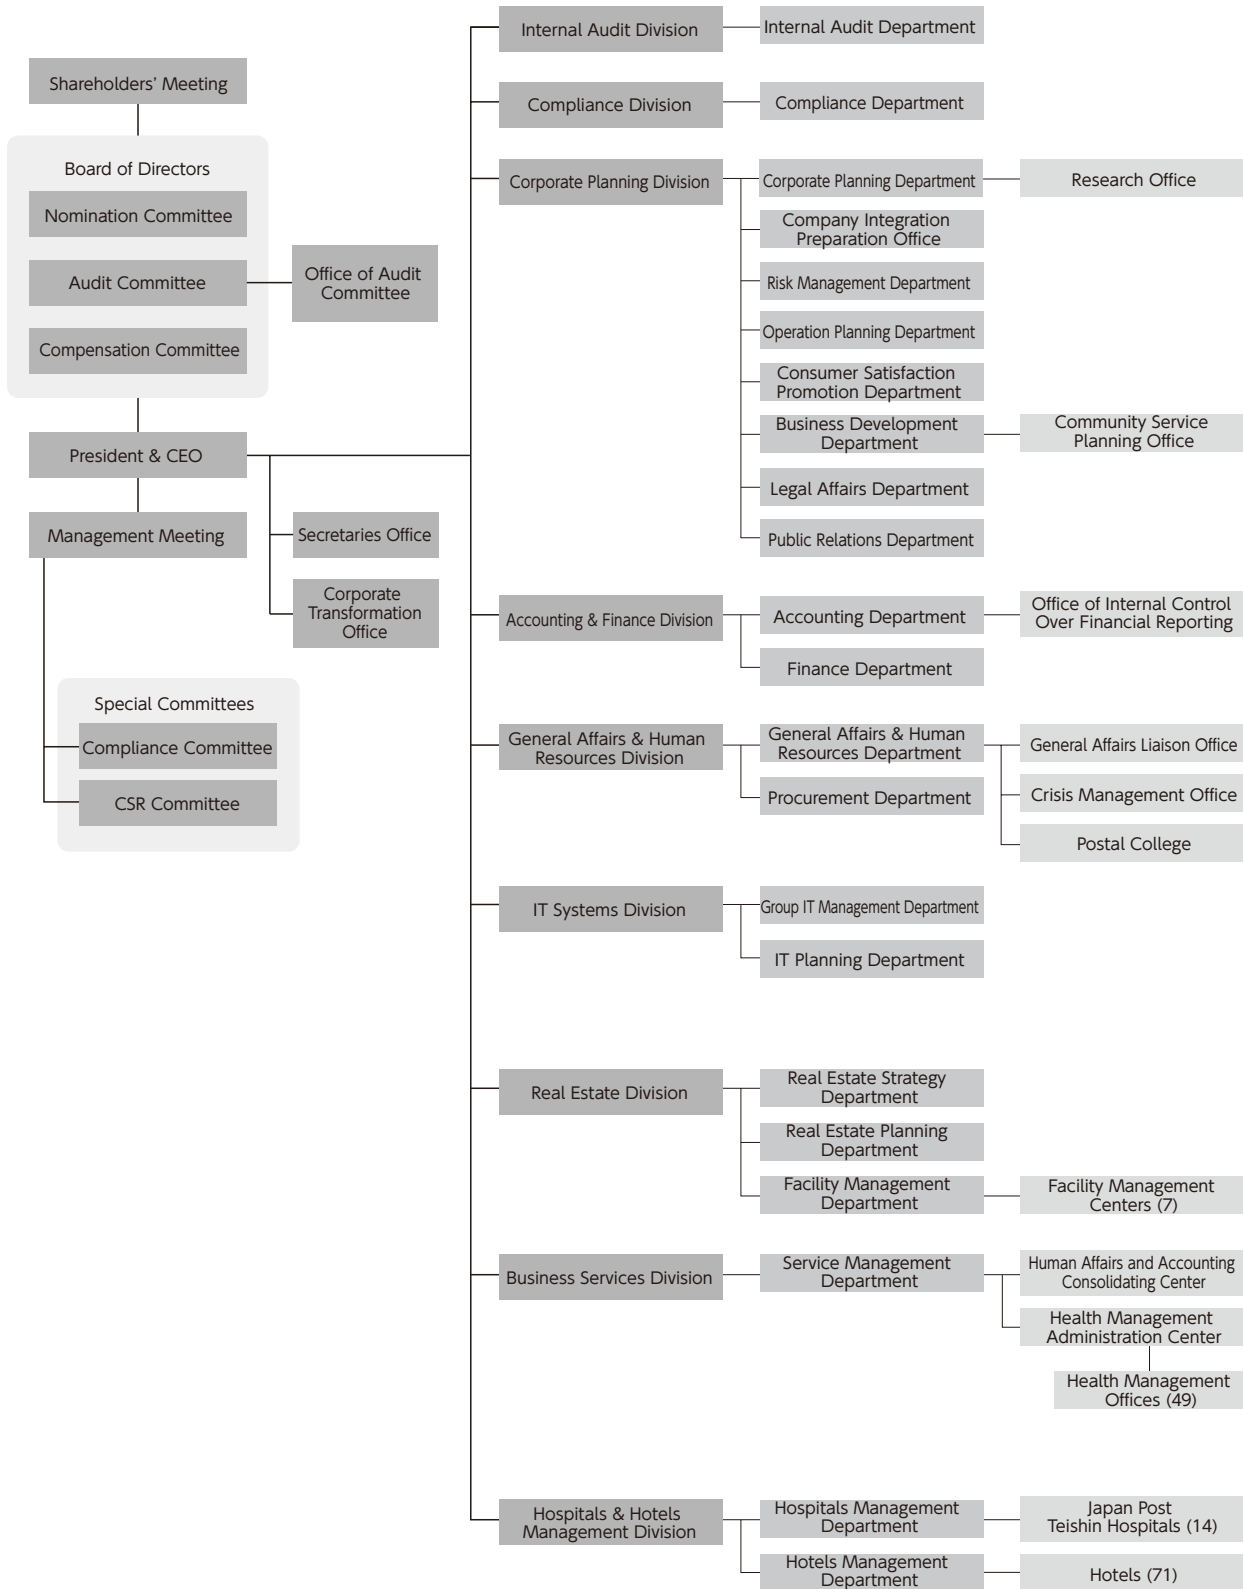 Shareholders' Meeting
Board of Directors
Nomination Committee
Audit Committee
Compensation Committee
Office of Audit
Committee
President & CEO
Management Meeting
Secretaries Office
Corporate
Transformation
Office
Special Committees
Compliance Committee
CSR Committee
Internal Audit Division
Internal Audit Department
Compliance Division
Compliance Department
Corporate Planning Division
Corporate Planning Department
Research Office
Company Integration
Preparation Office
Risk Management Department
Operation Planning Department
Consumer Satisfaction
Promotion Department
Business Development
Department
Community Service
Planning Office
Legal Affairs Department
Public Relations Department
Accounting & Finance Division
Accounting Department
Office of Internal Control
Over Financial Reporting
Finance Department
General Affairs & Human
Resources Division
General Affairs & Human
Resources Department
General Affairs Liaison Office
Procurement Department
Crisis Management Office
Postal College
IT Systems Division
Group IT Management Department
IT Planning Department
Real Estate Division
Real Estate Strategy
Department
Real Estate Planning
Department
Facility Management
Department
Facility Management
Centers (7)
Business Services Division
Service Management
Department
Human Affairs and Accounting
Consolidating Center
Health Management
Administration Center
Health Management
Offices (49)
Hospitals & Hotels
Management Division
Hospitals Management
Department
Japan Post
Teishin Hospitals (14)
Hotels Management
Department
Hotels (71)